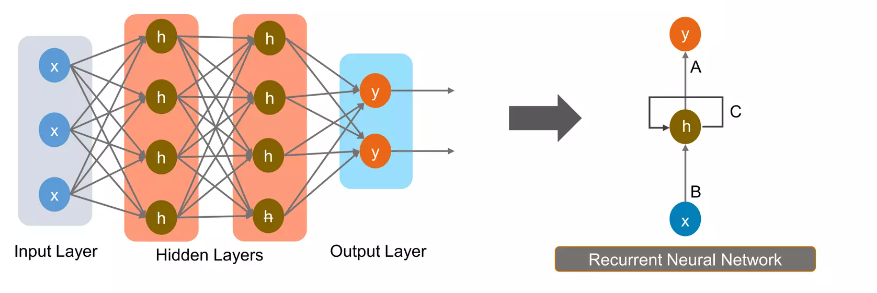 x
x
x
h
h
h
h
h
h
h
h
y
y
Input Layer
Hidden Layers
Output Layer
y
A
C
h
B
x
Recurrent Neural Network